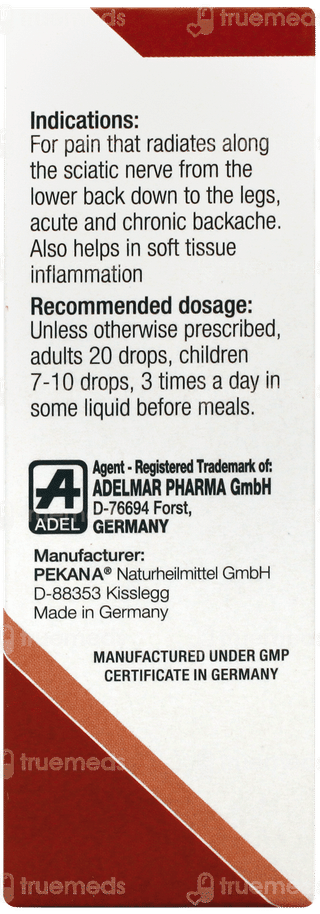 truemeds
truemeds
Indications:
For pain that radiates along
the sciatic nerve from the
lower back down to the legs,
acute and chronic backache.
Also helps in soft tissue
inflammation
Recommended dosage:
Unless otherwise prescribed,
adults 20 drops, children
7-10 drops, 3 times a day in
some liquid before meals.
A
ADEL
Agent - Registered Trademark of:
ADELMAR PHARMA GmbH
D-76694 Forst,
GERMANY
Manufacturer:
PEKANA® Naturheilmittel GmbH
D-88353 Kisslegg
Made in Germany
MANUFACTURED UNDER GMP
CERTIFICATE IN GERMANY
truemeds
truemeds
truemeds
truemeds